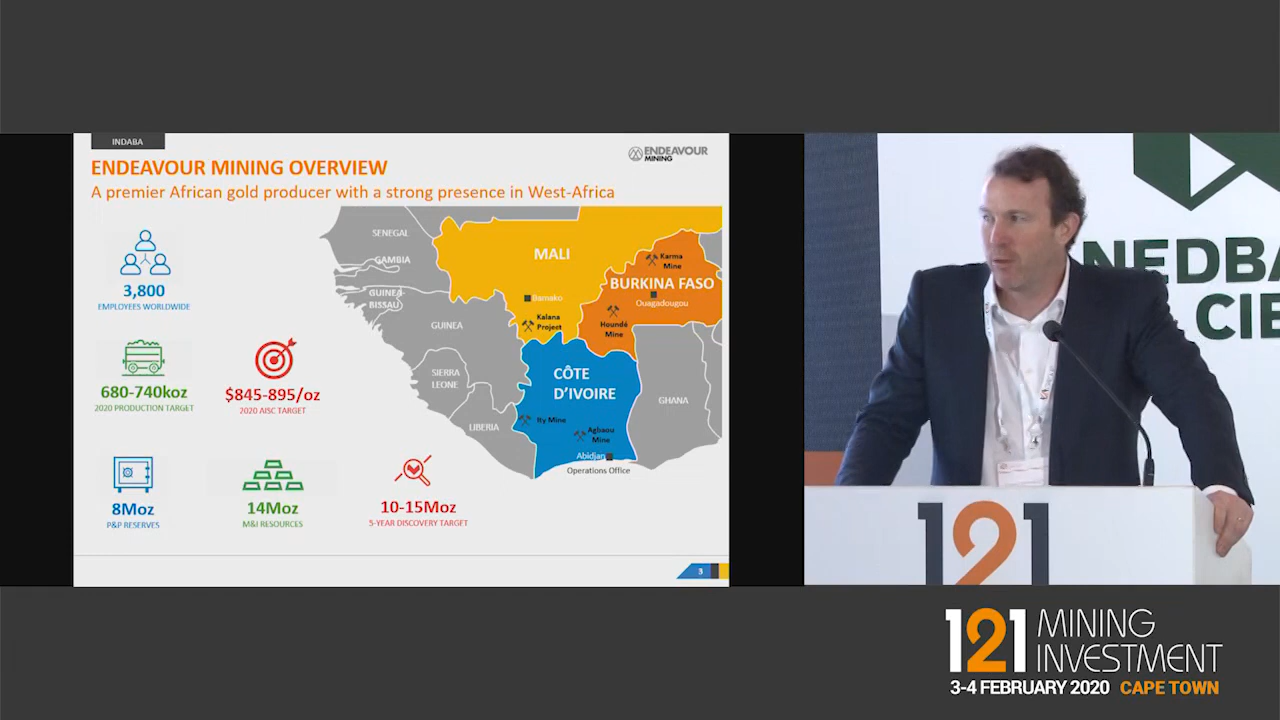 INDABA
ENDEAVOUR MINING OVERVIEW
A premier African gold producer with a strong presence in West-Africa
ENDEAVOUR
MINING
3,800
EMPLOYEES WORLDWIDE
680-740koz
2020 PRODUCTION TARGET
$845-895/oz
2020 AISC TARGET
8Moz
P&P RESERVES
14Moz
M&I RESOURCES
10-15Moz
5-YEAR DISCOVERY TARGET
SENEGAL
GAMBIA
GUINEA
BISSAU
GUINEA
SIERRA
LEONE
LIBERIA
MALI
Bamako
Kalana
Project
Karma
Mine
BURKINA FASO
Ouagadougou
Houndé
Mine
CÔTE
D'IVOIRE
Ity Mine
Agbaou
Mine
Abidjan
Operations Office
GHANA
3
NEDBA
CIB
121
121 MINING
INVESTMENT
3-4 FEBRUARY 2020 CAPE TOWN